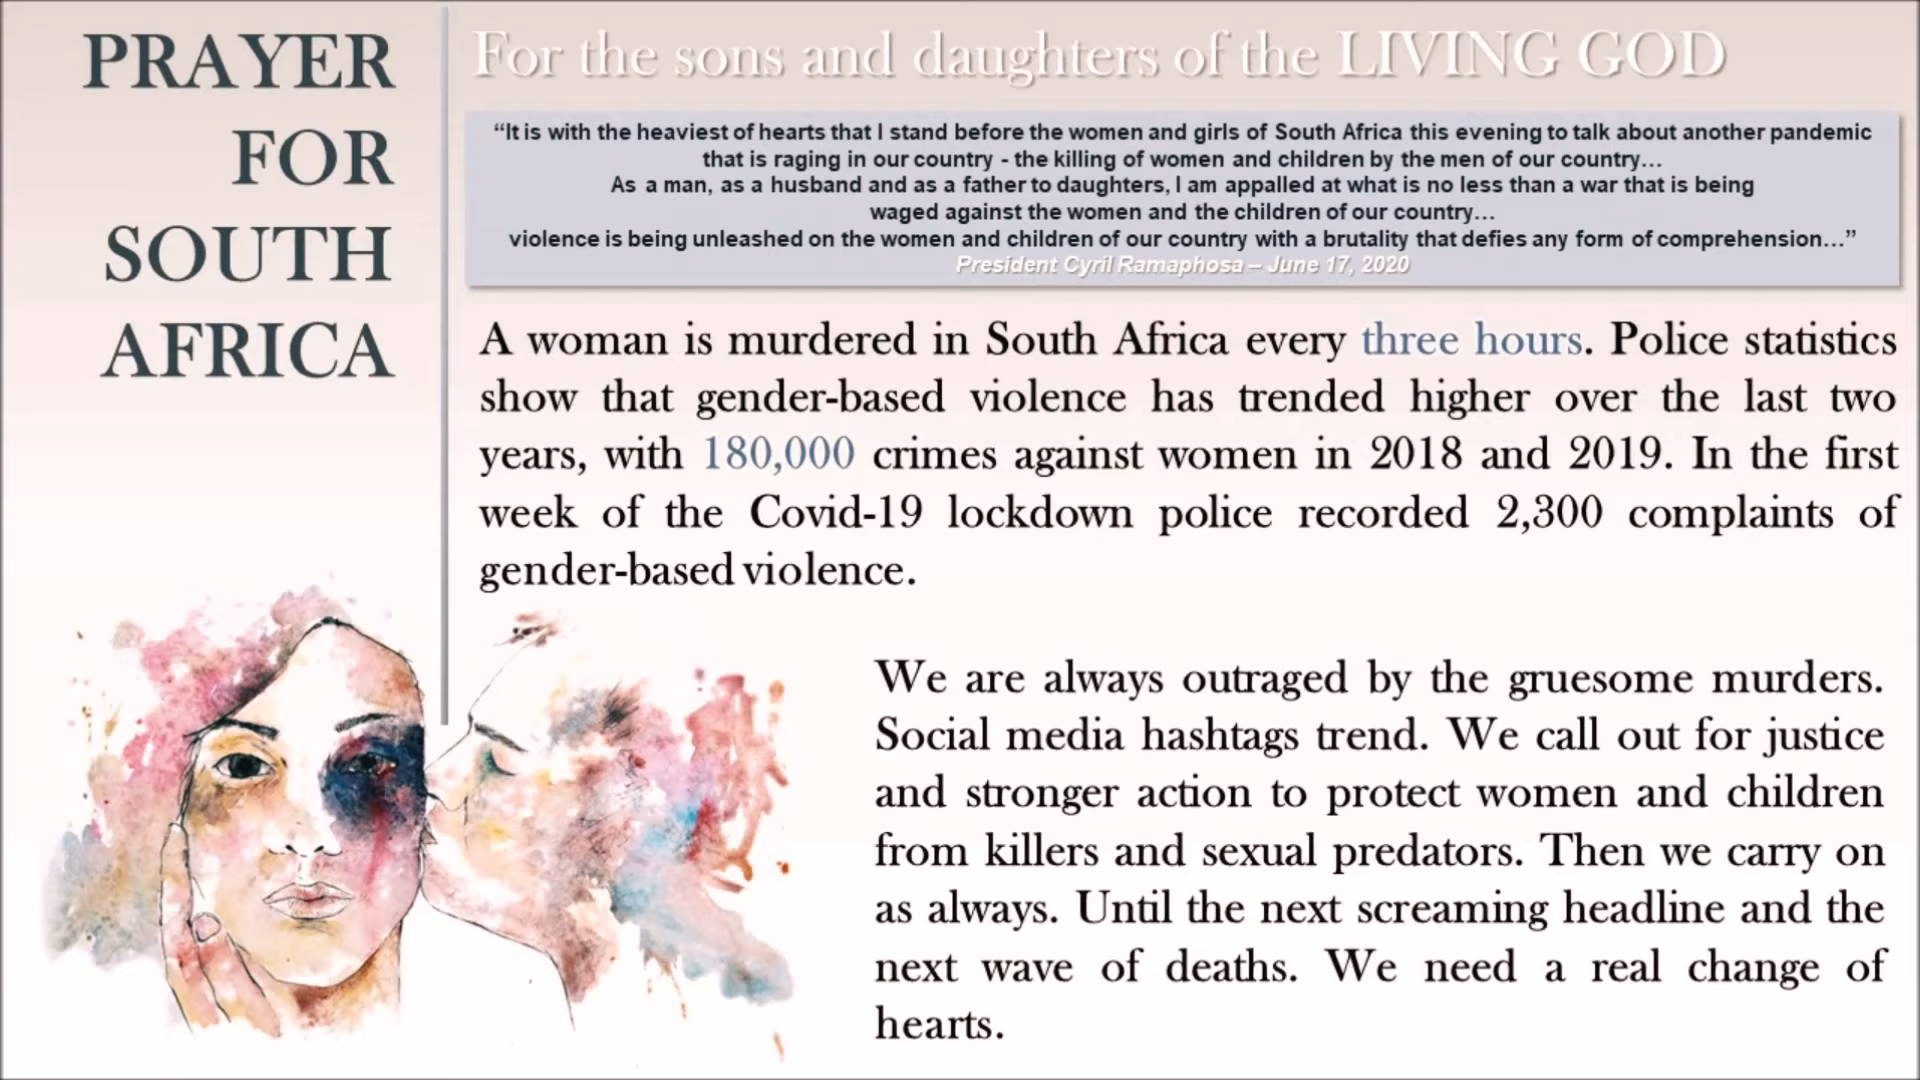 PRAYER
FOR
SOUTH
AFRICA
For the sons and daughters of the LIVING GOD
“It is with the heaviest of hearts that I stand before the women and girls of South Africa this evening to talk about another pandemic
that is raging in our country - the killing of women and children by the men of our country…
As a man, as a husband and as a father to daughters, I am appalled at what is no less than a war that is being
waged against the women and the children of our country…
violence is being unleashed on the women and children of our country with a brutality that defies any form of comprehension…”
President Cyril Ramaphosa – June 17, 2020
A woman is murdered in South Africa every three hours. Police statistics
show that gender-based violence has trended higher over the last two
years, with 180,000 crimes against women in 2018 and 2019. In the first
week of the Covid-19 lockdown police recorded 2,300 complaints of
gender-based violence.
We are always outraged by the gruesome murders.
Social media hashtags trend. We call out for justice
and stronger action to protect women and children
from killers and sexual predators. Then we carry on
as always. Until the next screaming headline and the
next wave of deaths. We need a real change of
hearts.